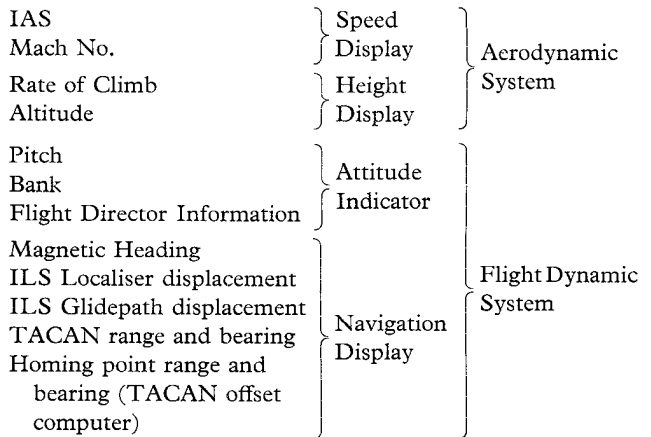 IAS
Mach No.
Speed
Display
Rate of Climb
Altitude
Height
Display
Aerodynamic
System
Pitch
Bank
Flight Director Information
Attitude
Indicator
Magnetic Heading
ILS Localiser displacement
ILS Glidepath displacement
TACAN range and bearing
Homing point range and
bearing (TACAN offset
computer)
Navigation
Display
Flight Dynamic
System